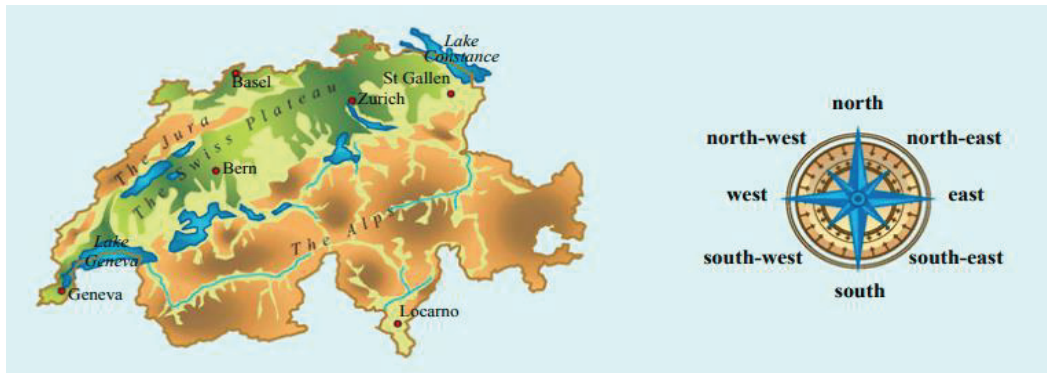 Lake
Constance
Basel
St Gallen
Zurich
The Jura
The Swiss Plateau
Bern
The Alps
Lake
Geneva
Geneva
Locarno
north
north-west
north-east
west
east
south-west
south-east
south